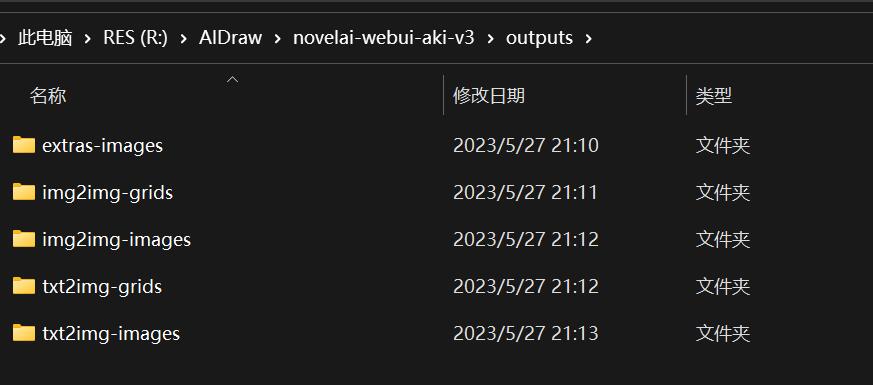 此电脑 > RES (R:) > AIDraw > novelai-webui-aki-v3 > outputs >
名称 修改日期 类型
extras-images 2023/5/27 21:10 文件夹
img2img-grids 2023/5/27 21:11 文件夹
img2img-images 2023/5/27 21:12 文件夹
txt2img-grids 2023/5/27 21:12 文件夹
txt2img-images 2023/5/27 21:13 文件夹